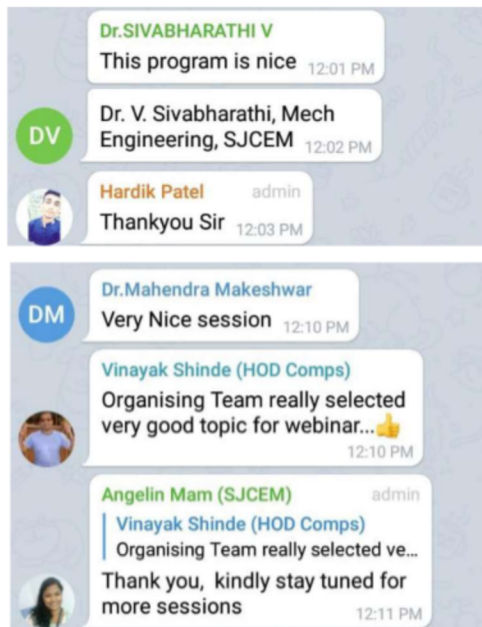 Dr.SIVABHARATHI V
This program is nice 12:01 PM
DV
Dr. V. Sivabharathi, Mech
Engineering, SJCEM 12:02 PM
Hardik Patel admin
Thankyou Sir 12:03 PM
DM
Dr.Mahendra Makeshwar
Very Nice session 12:10 PM
Vinayak Shinde (HOD Comps)
Organising Team really selected
very good topic for webinar...👍
12:10 PM
Angelin Mam (SJCEM) admin
Vinayak Shinde (HOD Comps)
Organising Team really selected ve...
Thank you, kindly stay tuned for
more sessions 12:11 PM